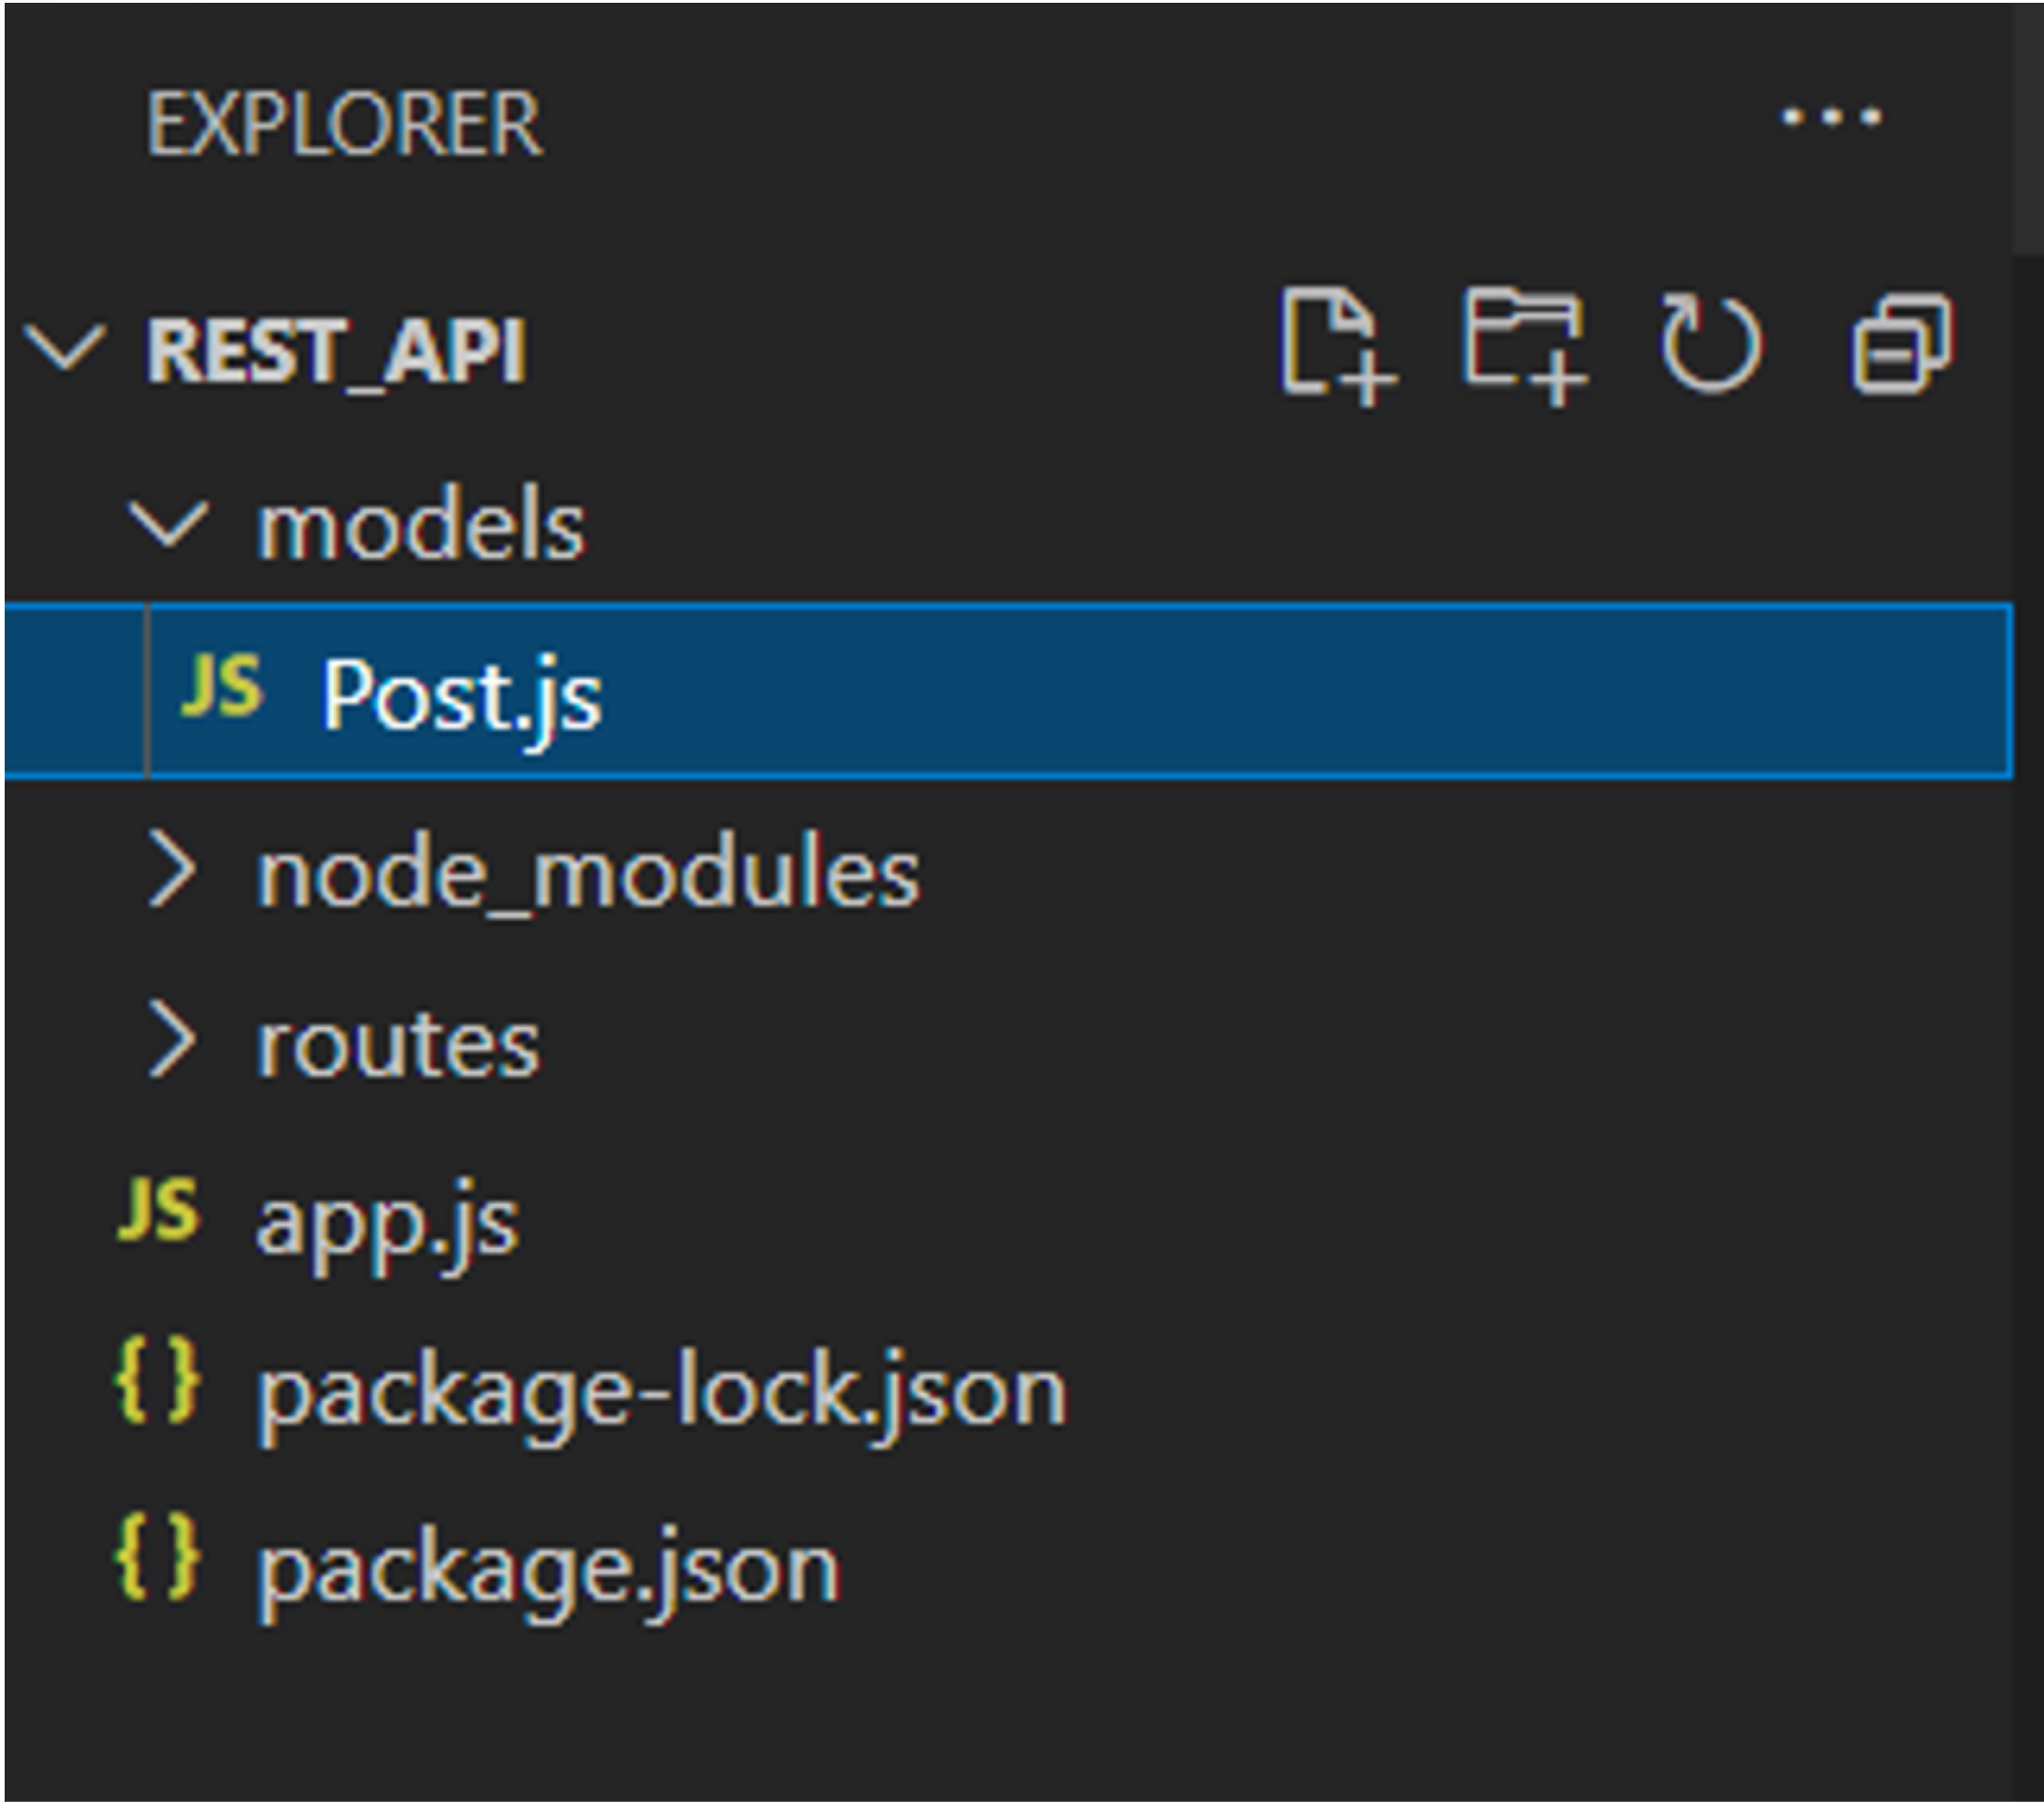 EXPLORER
REST_API
models
JS Post.js
node_modules
routes
JS app.js
{ } package-lock.json
{ } package.json